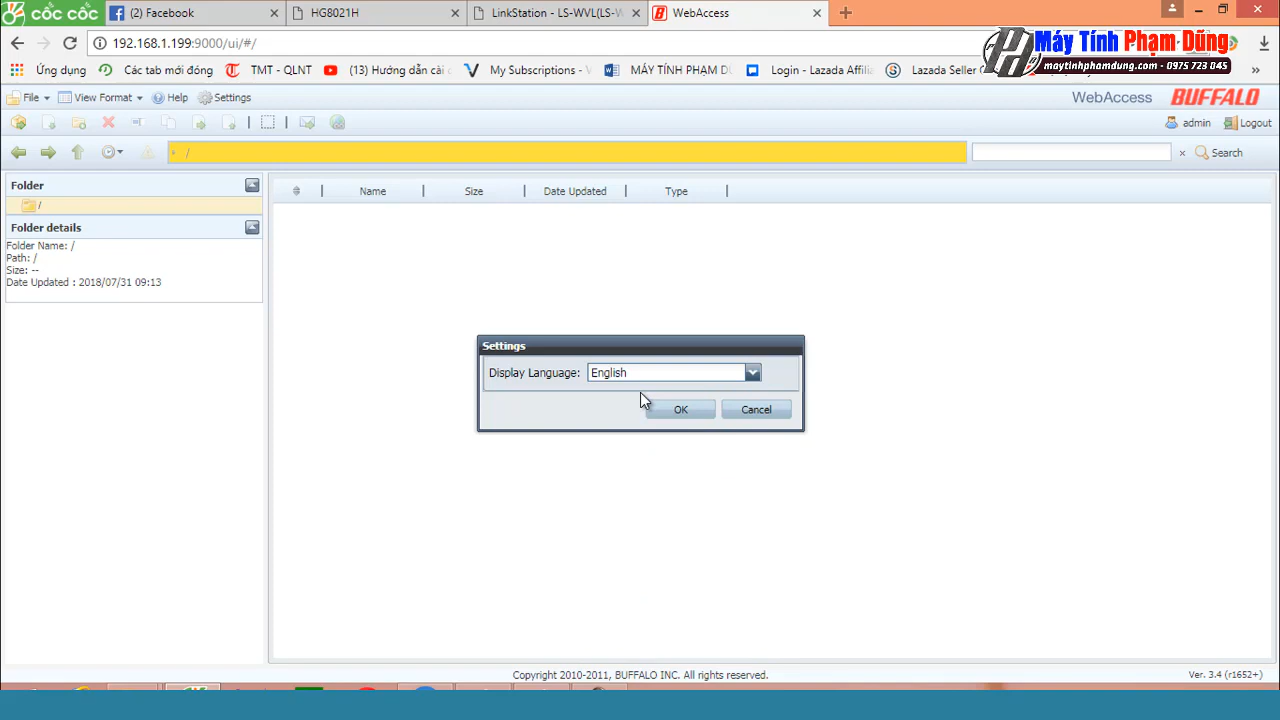 CỐC CỐC
(2) Facebook
HG8021H
LinkStation - LS-WVL(LS-W
WebAccess
192.168.1.199:9000/ui/#/
Máy Tính Phạm Dũng
maytinhphamdung.com - 0975 723 045
Ứng dụng
Các tab mới đóng
TMT - QLNT
(13) Hướng dẫn cài
My Subscriptions -
MÁY TÍNH PHẠM DŨ
Login - Lazada Affilia
Lazada Seller
File
View Format
Help
Settings
WebAccess
BUFFALO
admin
Logout
/
Search
Folder
/
Folder details
Folder Name: /
Path: /
Size: --
Date Updated : 2018/07/31 09:13
Name
Size
Date Updated
Type
Settings
Display Language:
English
OK
Cancel
Copyright 2010-2011, BUFFALO INC. All rights reserved.
Ver. 3.4 (r1652+)